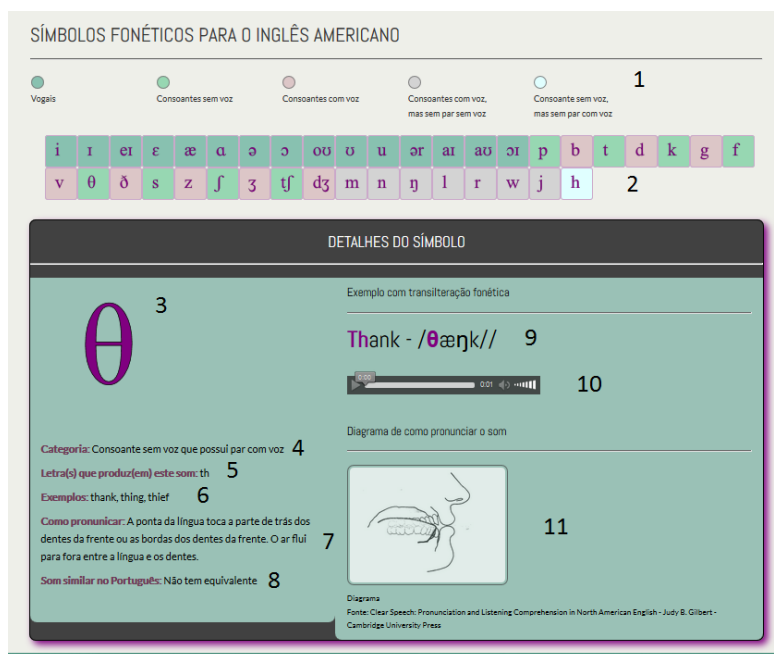 SÍMBOLOS FONÉTICOS PARA O INGLÊS AMERICANO
Vogais
Consoantes sem voz
Consoantes com voz
Consoantes com voz,
mas sem par sem voz
Consoante sem voz,
mas sem par com voz
1
i ɪ eɪ ɛ æ ɑ ə ɔ oʊ ʊ u ər aɪ aʊ ɔɪ p b t d k g f
v θ ð s z ʃ ʒ tʃ dʒ m n ŋ l r w j h 2
DETALHES DO SÍMBOLO
θ 3
Categoria: Consoante sem voz que possui par com voz 4
Letra(s) que produz(em) este som: th 5
Exemplos: thank, thing, thief 6
Como pronunicar: A ponta da língua toca a parte de trás dos
dentes da frente ou as bordas dos dentes da frente. O ar flui
para fora entre a língua e os dentes. 7
Som similar no Português: Não tem equivalente 8
Exemplo com transilteração fonética
Thank - /θæŋk// 9
0:00 0:01 10
Diagrama de como pronunciar o som
11
Diagrama
Fonte: Clear Speech: Pronunciation and Listening Comprehension in North American English - Judy B. Gilbert -
Cambridge University Press